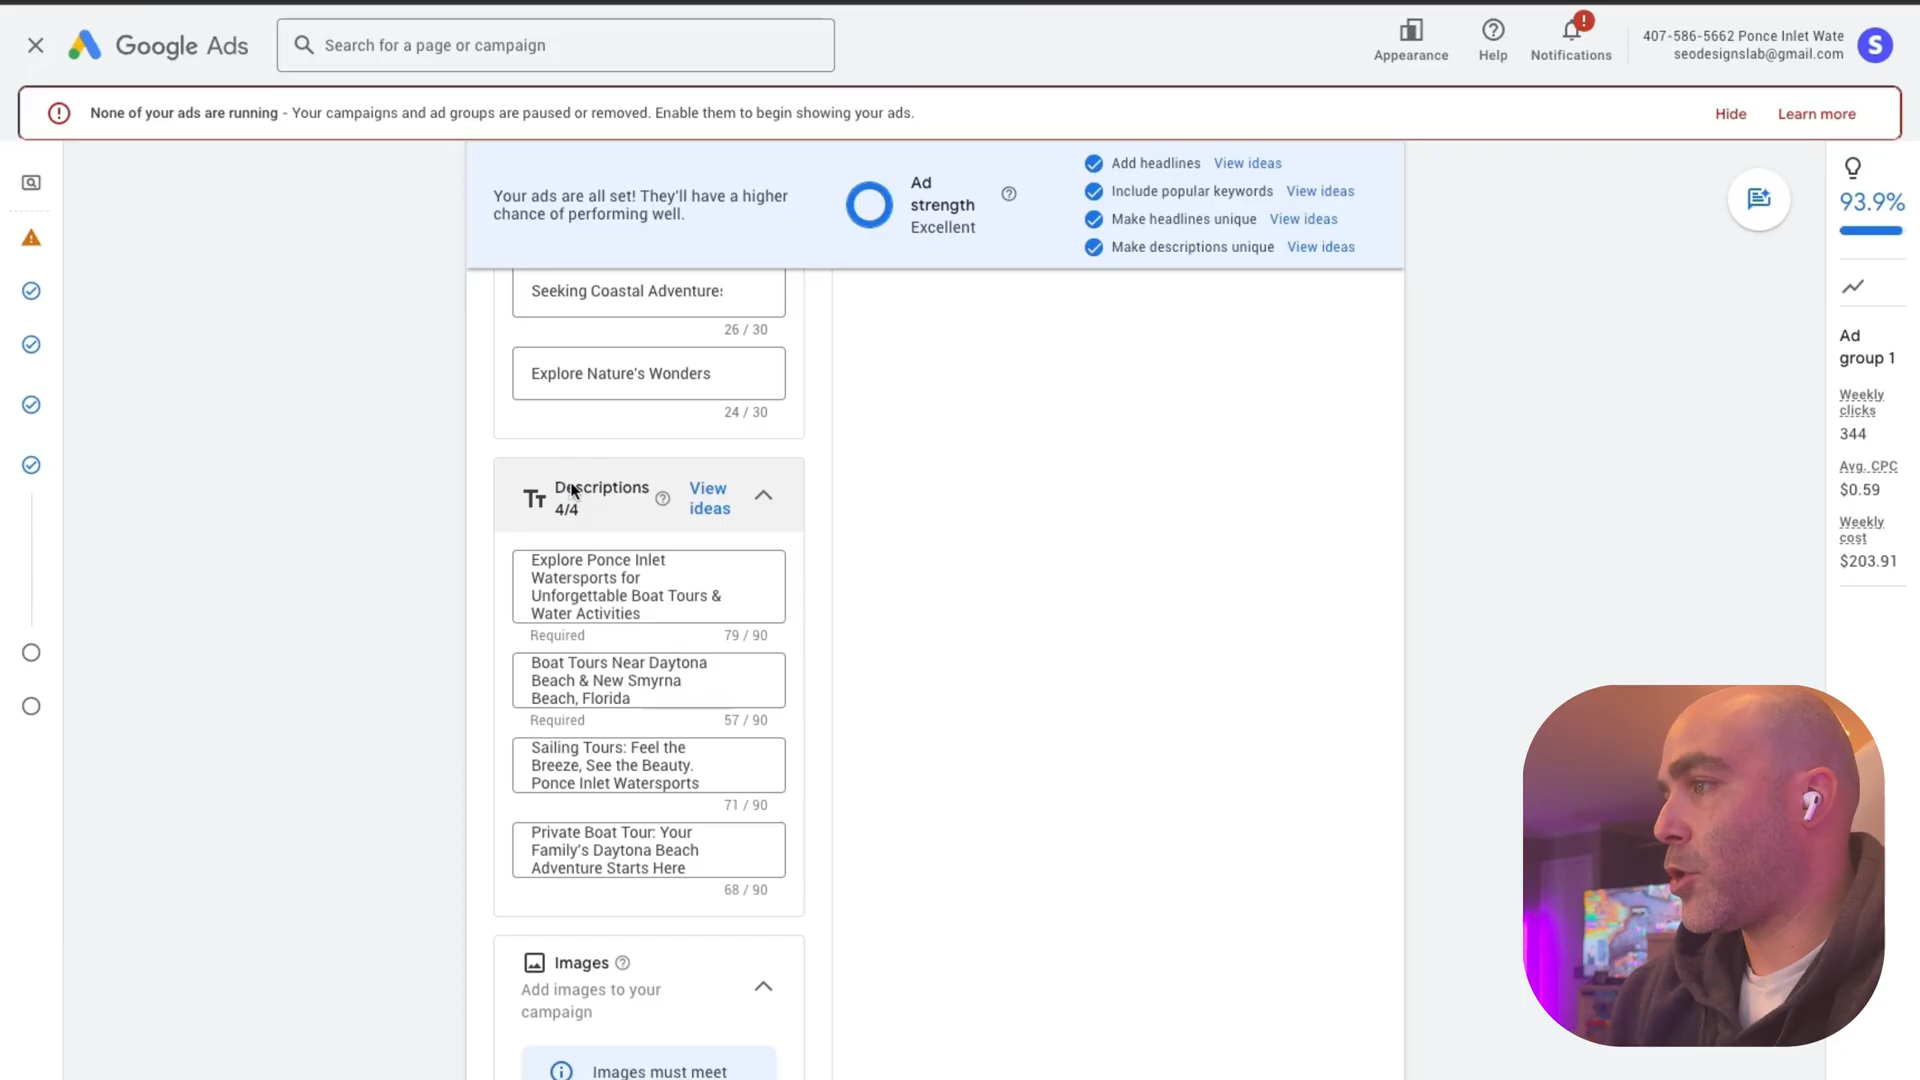 Google Ads
Search for a page or campaign
Appearance
Help
!
Notifications
407-586-5662 Ponce Inlet Wate
seodesignslab@gmail.com
S
None of your ads are running - Your campaigns and ad groups are paused or removed. Enable them to begin showing your ads.
Hide
Learn more
Your ads are all set! They'll have a higher
chance of performing well.
Ad
strength
Excellent
Add headlines View ideas
Include popular keywords View ideas
Make headlines unique View ideas
Make descriptions unique View ideas
93.9%
Ad
group 1
Weekly
clicks
344
Avg. CPC
$0.59
Weekly
cost
$203.91
Seeking Coastal Adventure
26 / 30
Explore Nature's Wonders
24 / 30
Tт
Descriptions
4/4
View
ideas
Explore Ponce Inlet
Watersports for
Unforgettable Boat Tours &
Water Activities
Required 79 / 90
Boat Tours Near Daytona
Beach & New Smyrna
Beach, Florida
Required 57 / 90
Sailing Tours: Feel the
Breeze, See the Beauty.
Ponce Inlet Watersports
71 / 90
Private Boat Tour: Your
Family's Daytona Beach
Adventure Starts Here
68 / 90
Images
Add images to your
campaign
Images must meet